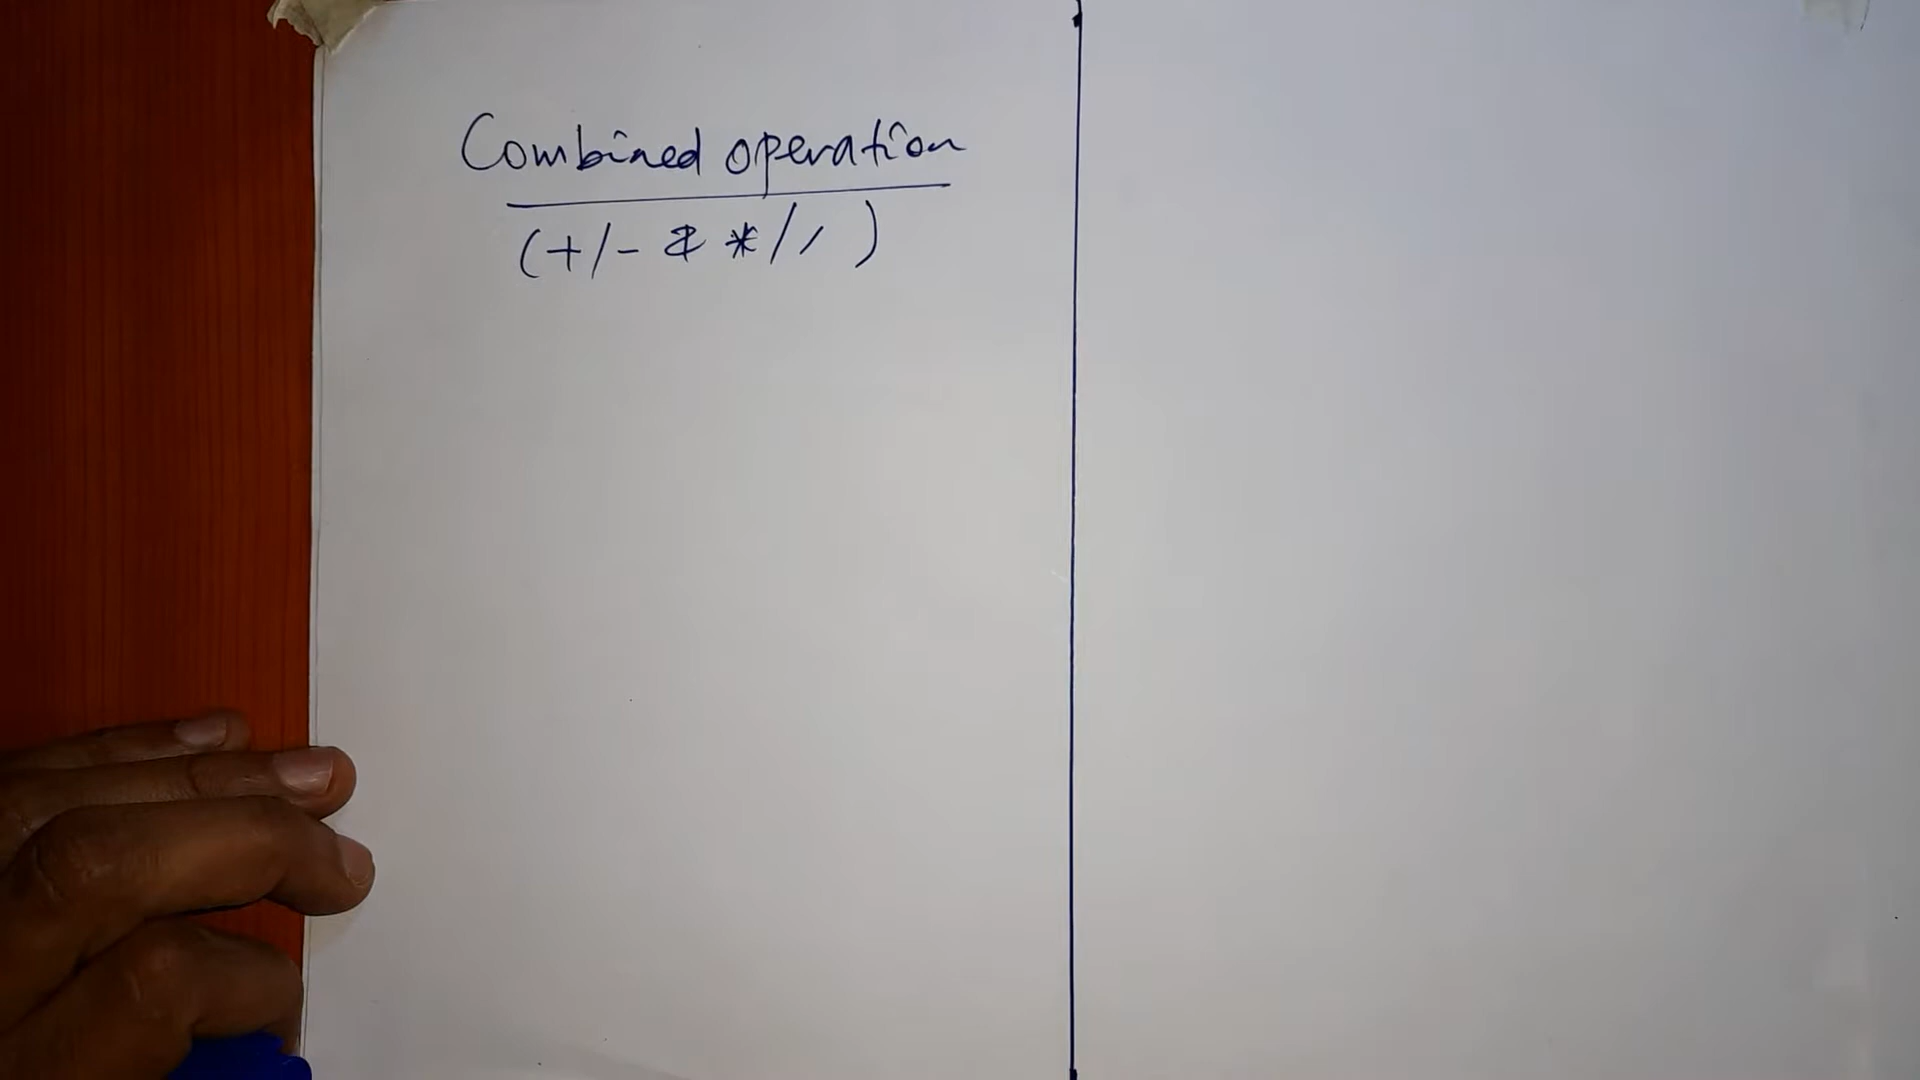 Combined operation
(+/- & */ / )